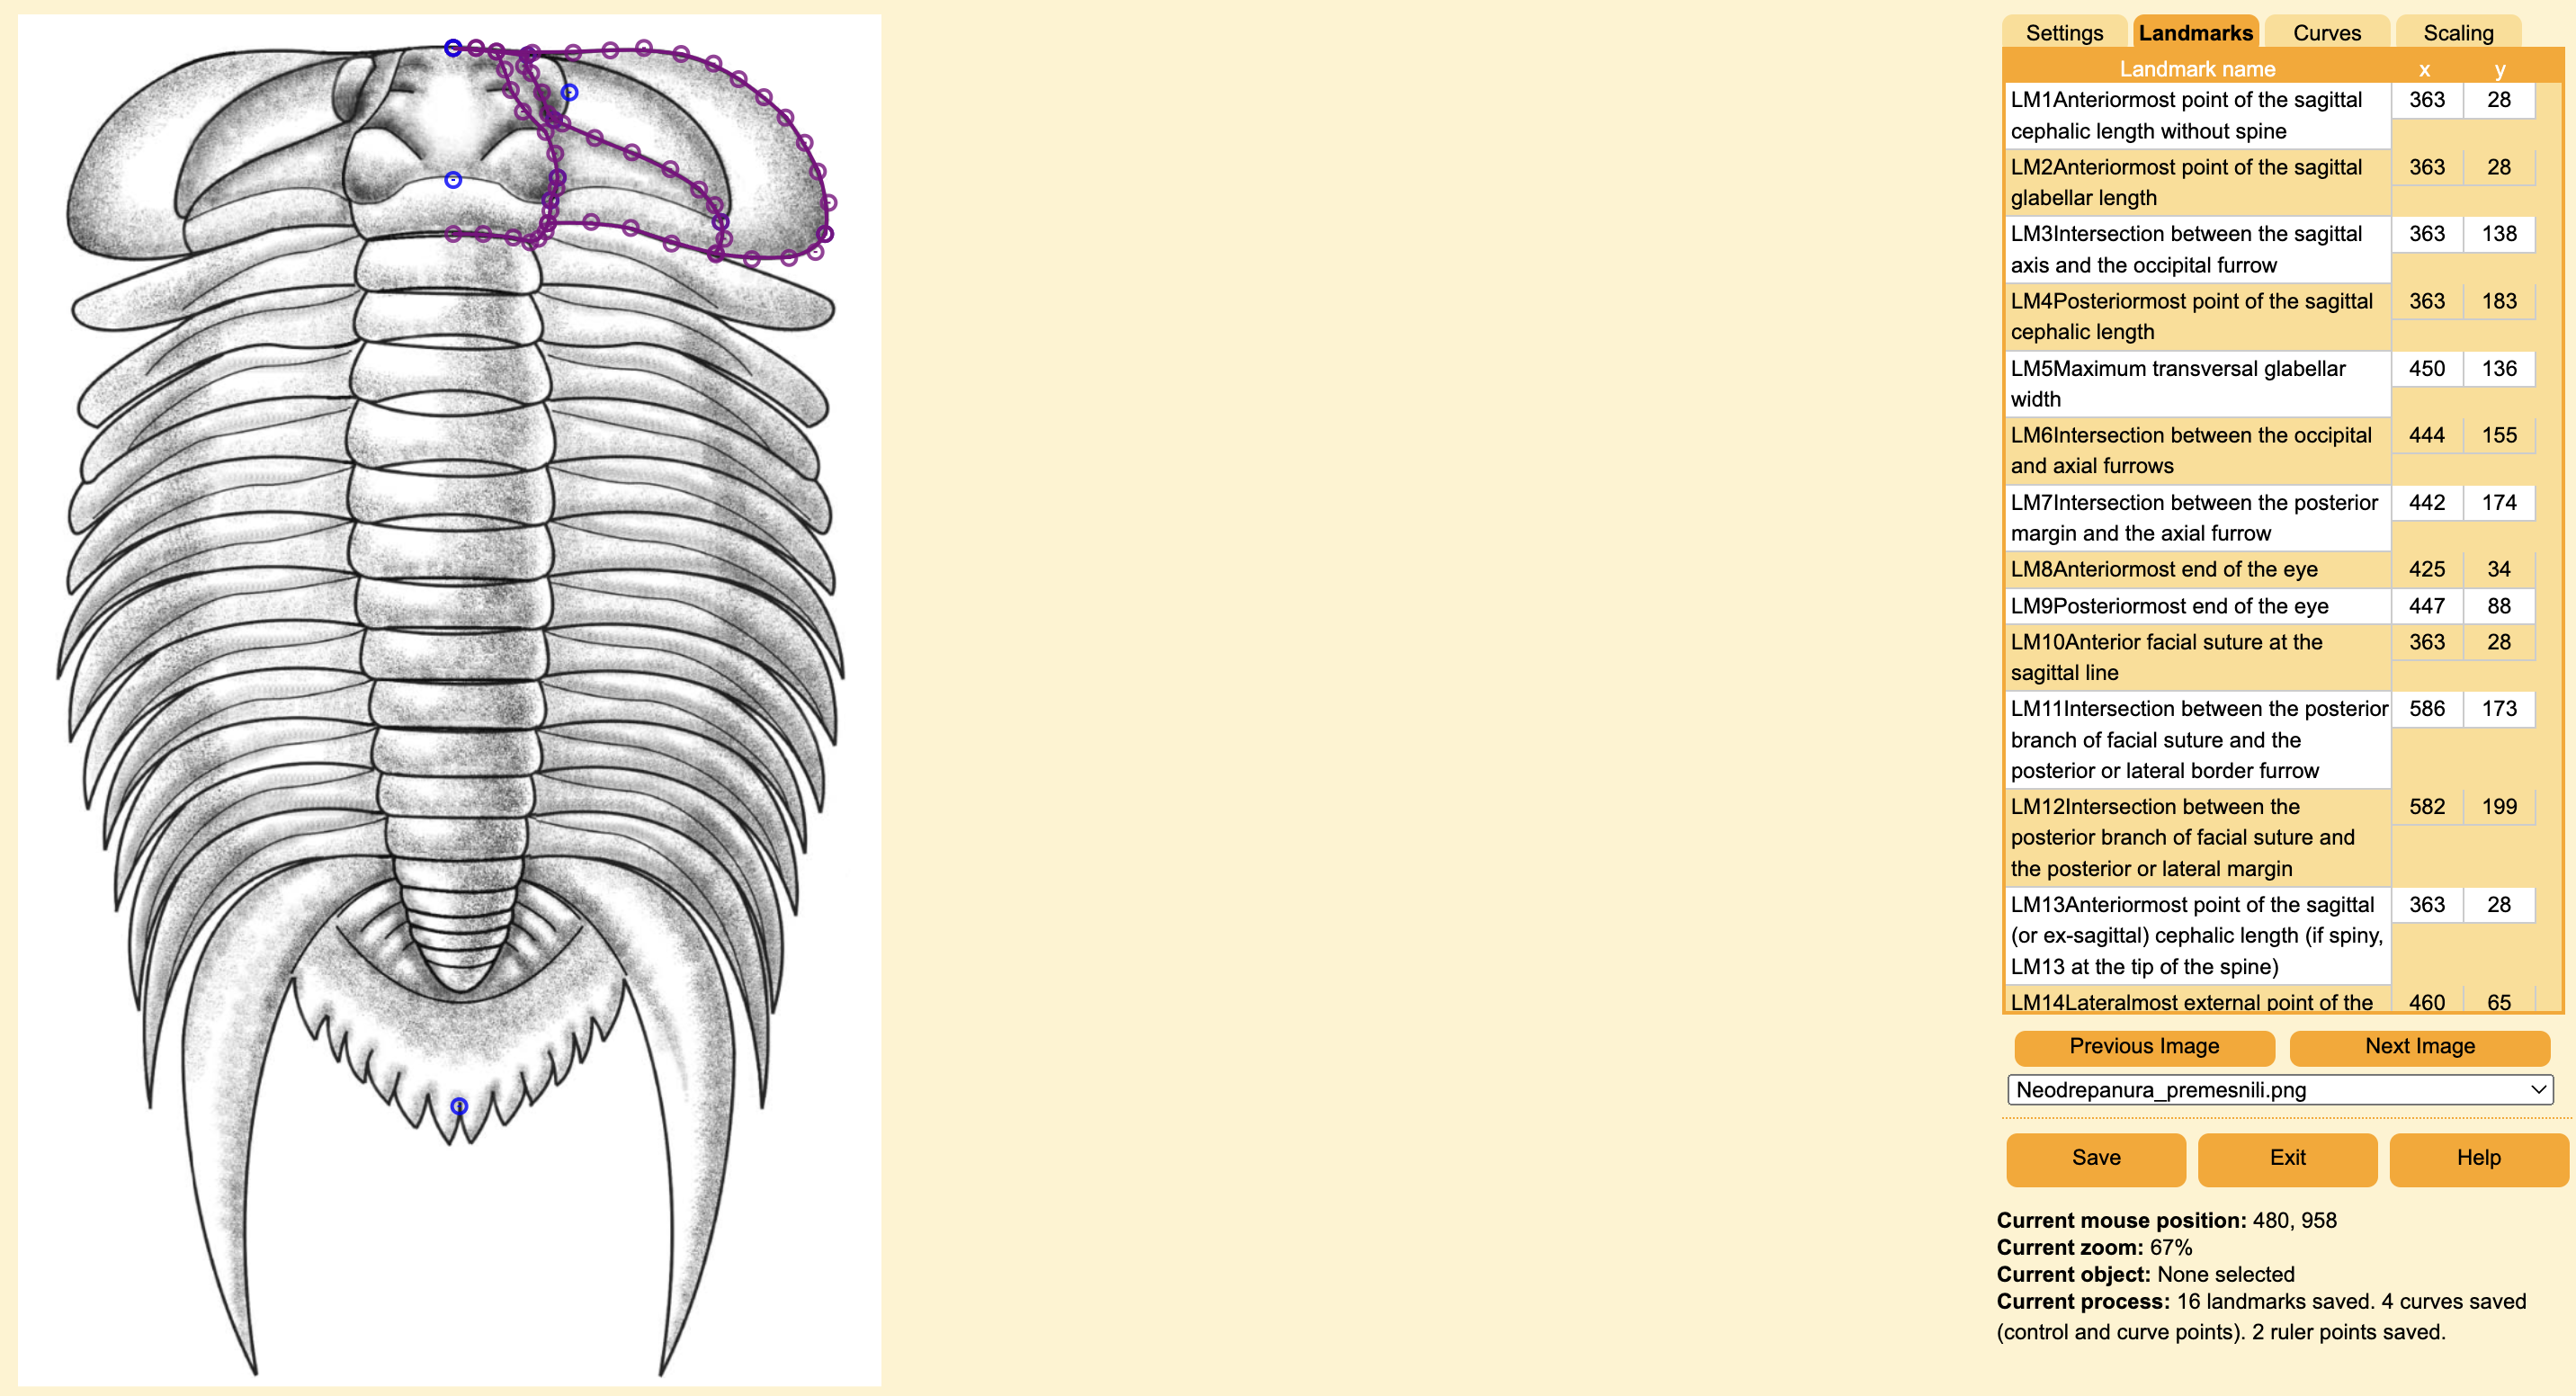 Settings
Landmarks
Curves
Scaling
Landmark name x y
LM1Anteriormost point of the sagittal 363 28
cephalic length without spine
LM2Anteriormost point of the sagittal 363 28
glabellar length
LM3Intersection between the sagittal 363 138
axis and the occipital furrow
LM4Posteriormost point of the sagittal 363 183
cephalic length
LM5Maximum transversal glabellar 450 136
width
LM6Intersection between the occipital 444 155
and axial furrows
LM7Intersection between the posterior 442 174
margin and the axial furrow
LM8Anteriormost end of the eye 425 34
LM9Posteriormost end of the eye 447 88
LM10Anterior facial suture at the 363 28
sagittal line
LM11Intersection between the posterior 586 173
branch of facial suture and the
posterior or lateral border furrow
LM12Intersection between the 582 199
posterior branch of facial suture and
the posterior or lateral margin
LM13Anteriormost point of the sagittal 363 28
(or ex-sagittal) cephalic length (if spiny,
LM13 at the tip of the spine)
LM14Lateralmost external point of the 460 65
Previous Image
Next Image
Neodrepanura_premesnili.png
Save
Exit
Help
Current mouse position: 480, 958
Current zoom: 67%
Current object: None selected
Current process: 16 landmarks saved. 4 curves saved
(control and curve points). 2 ruler points saved.